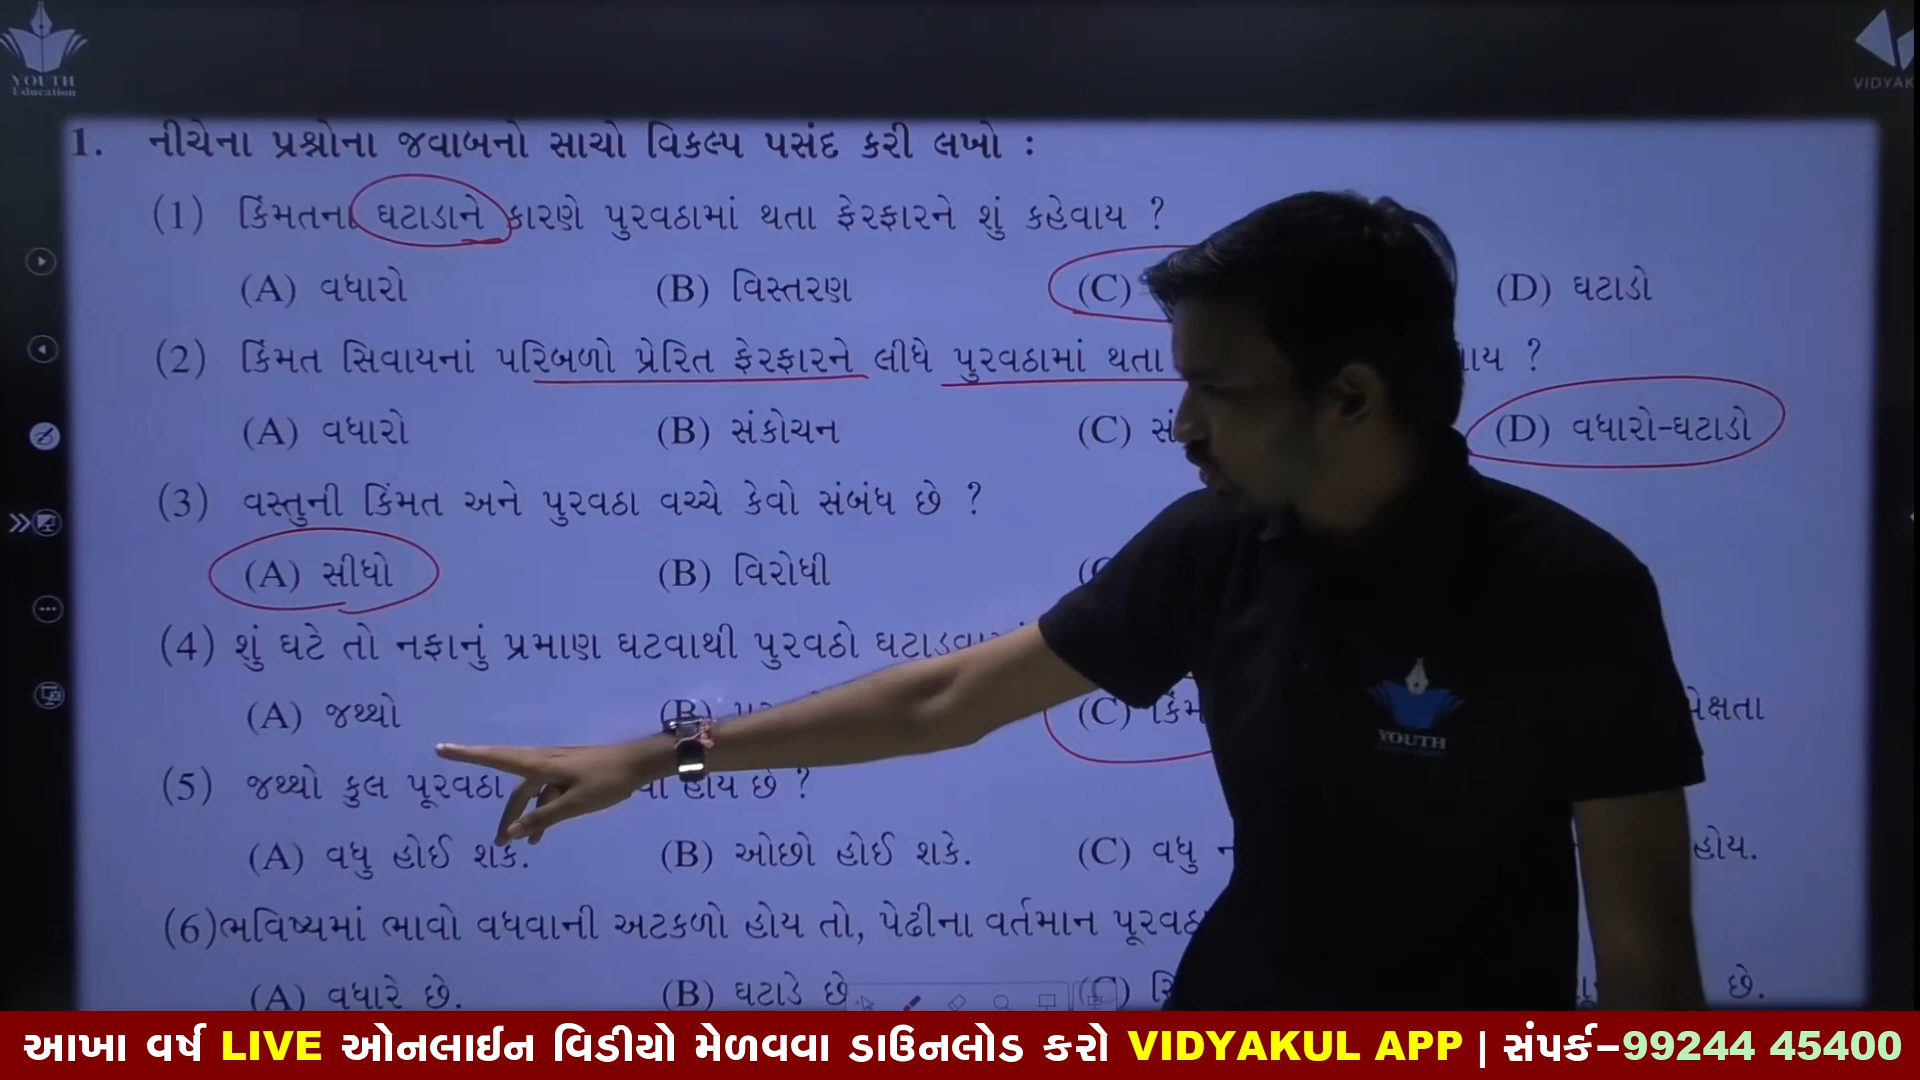 YOUTH
Education
VIDYAK
1. નીચેના પ્રશ્નોના જવાબનો સાચો વિકલ્પ પસંદ કરી લખો :
(1) કિંમતના ઘટાડાને કારણે પુરવઠામાં થતા ફેરફારને શું કહેવાય ?
(A) વધારો (B) વિસ્તરણ (C) (D) ઘટાડો
(2) કિંમત સિવાયનાં પરિબળો પ્રેરિત ફેરફારને લીધે પુરવઠામાં થતા ?
(A) વધારો (B) સંકોચન (C) (D) વધારો-ઘટાડો
(3) વસ્તુની કિંમત અને પુરવઠા વચ્ચે કેવો સંબંધ છે ?
(A) સીધો (B) વિરોધી
(4) શું ઘટે તો નફાનું પ્રમાણ ઘટવાથી પુરવઠો
(A) જથ્થો (B) (C)
(5) જથ્થો કુલ પૂરવઠા હોય છે ?
(A) વધુ હોઈ શકે. (B) ઓછો હોઈ શકે. (C) વધુ હોય.
(6)ભવિષ્યમાં ભાવો વધવાની અટકળો હોય તો, પેઢીના વર્તમાન
(A) વધારે છે. (B) ઘટાડે છે (C) છે.
YOUTH
આખા વર્ષ LIVE ઓનલાઈન વિડીયો મેળવવા ડાઉનલોડ કરો VIDYAKUL APP | સંપર્ક-99244 45400